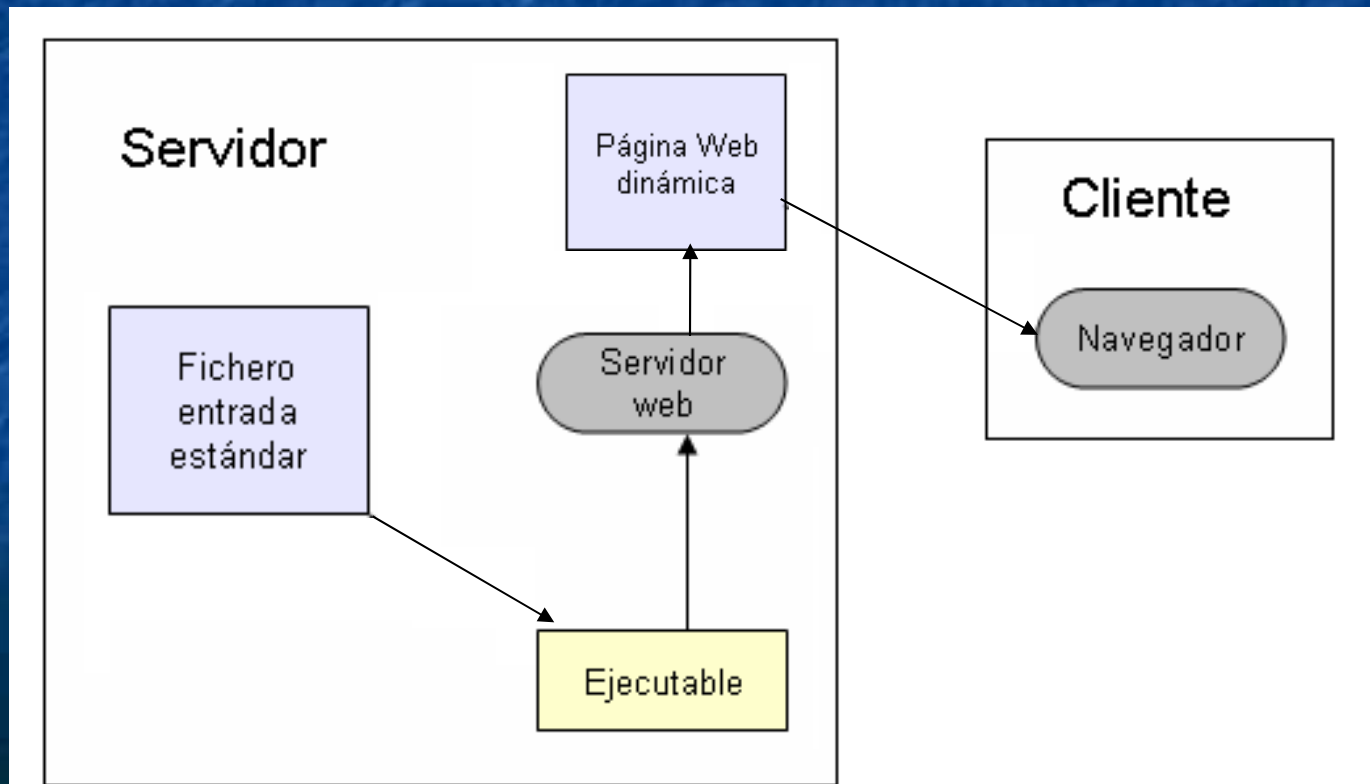 Servidor
Página Web
dinámica
Cliente
Fichero
entrada
estándar
Servidor
web
Navegador
Ejecutable